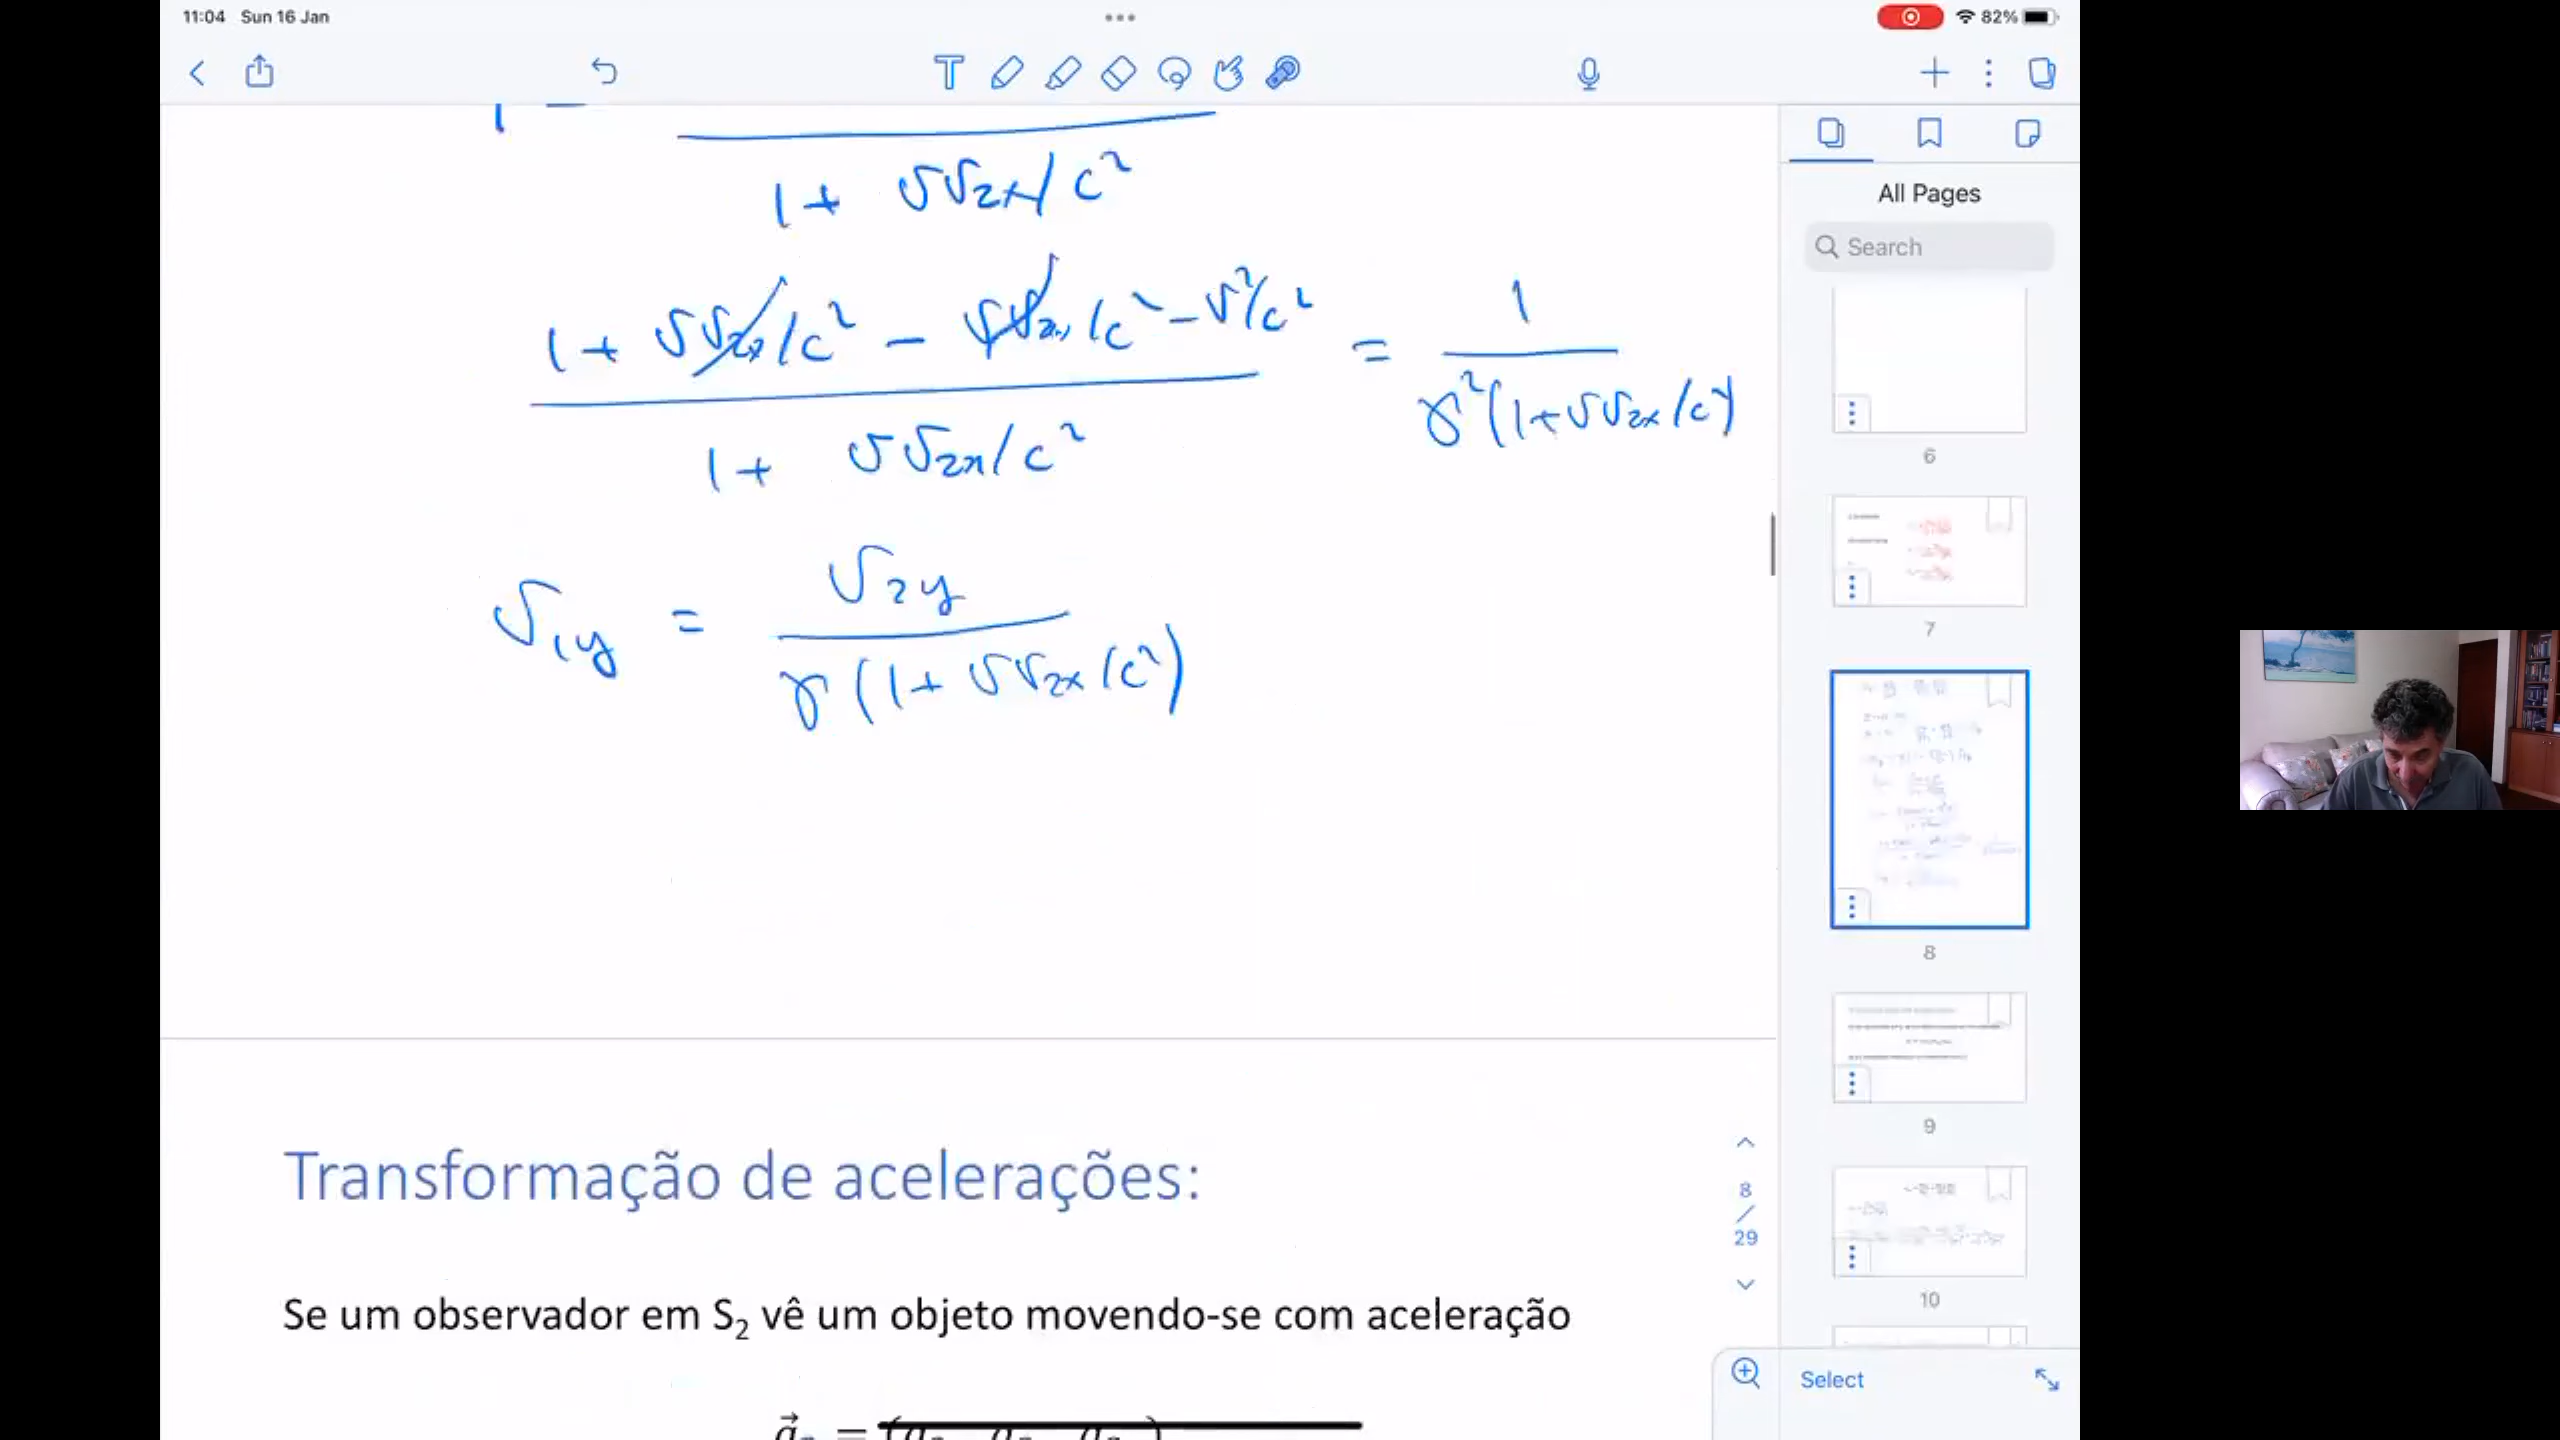 11:04 Sun 16 Jan
82%
1 + vv2x/c²
1 + vv2x/c² - vv2x/c² - v²/c² = 1
γ²(1+vv2x/c²)
1 + vv2x/c²
v1y = v2y
γ(1+vv2x/c²)
Transformação de acelerações:
Se um observador em S₂ vê um objeto movendo-se com aceleração
8
/
29
All Pages
Search
6
7
8
9
10
Select